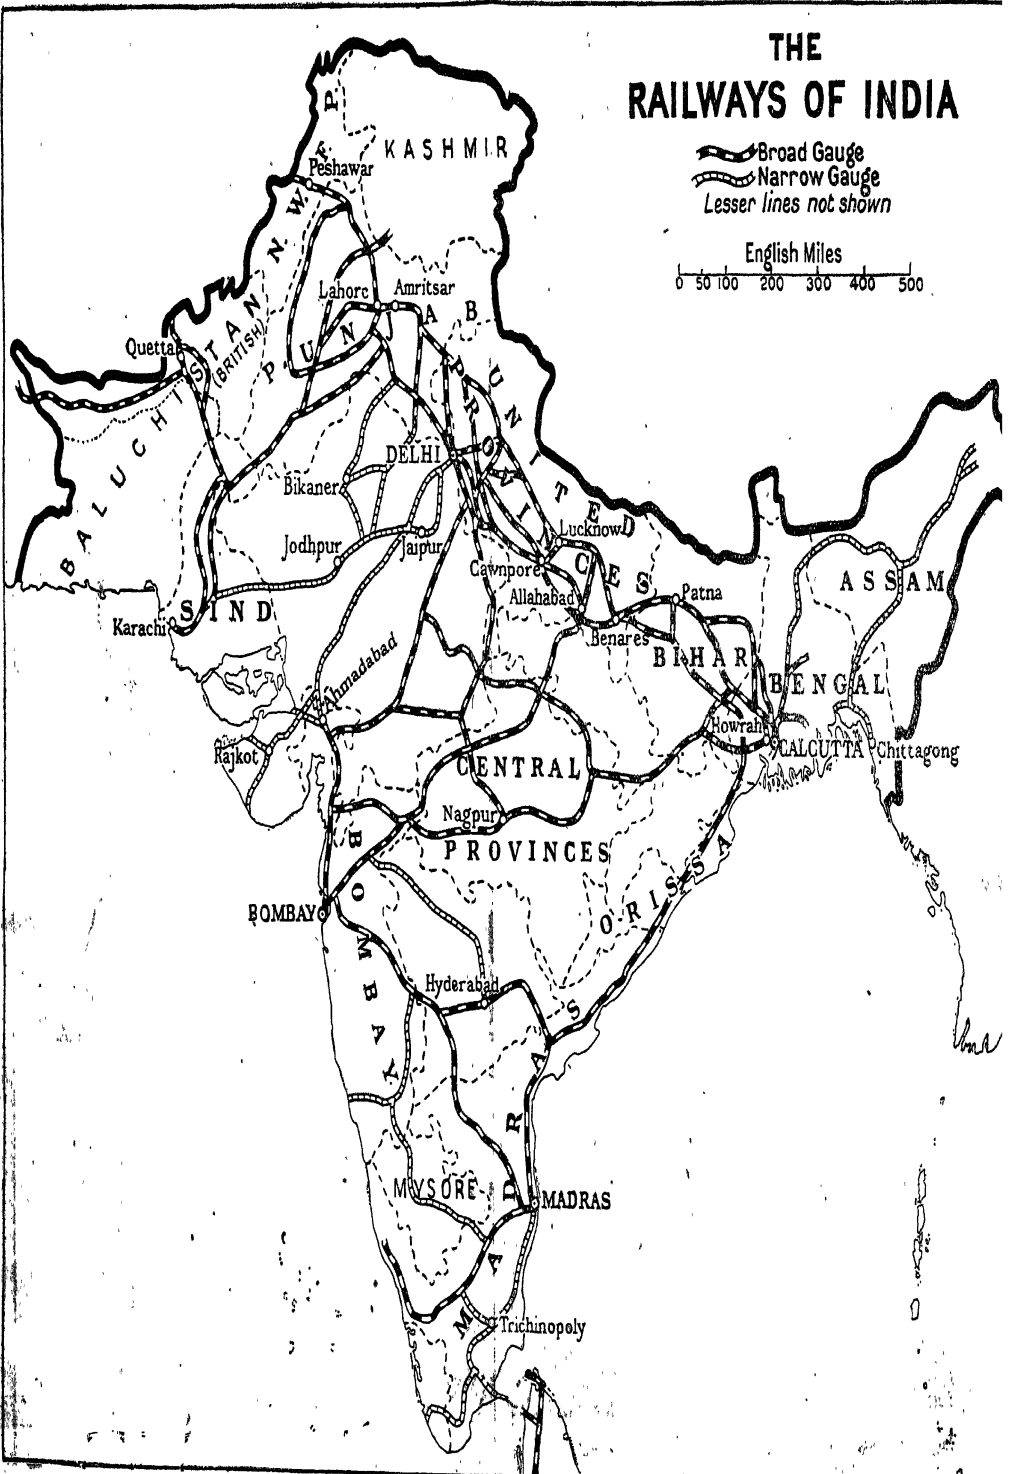 THE
RAILWAYS OF INDIA
Broad Gauge
Narrow Gauge
Lesser lines not shown
English Miles
0 50 100 200 300 400 500
KASHMIR
N. W. F. P.
Peshawar
Lahore
Amritsar
PUNJAB
Quetta
BALUCHISTAN
(BRITISH)
UNITED
PROVINCES
DELHI
Bikaner
Jodhpur
Jaipur
Lucknow
Cawnpore
Allahabad
Benares
Patna
ASSAM
Karachi
SIND
BIHAR
BENGAL
Ahmadabad
Rajkot
Howrah
CALCUTTA
Chittagong
CENTRAL
Nagpur
PROVINCES
ORISSA
BOMBAY
BOMBAY
Hyderabad
MYSORE
MADRAS
MADRAS
Trichinopoly